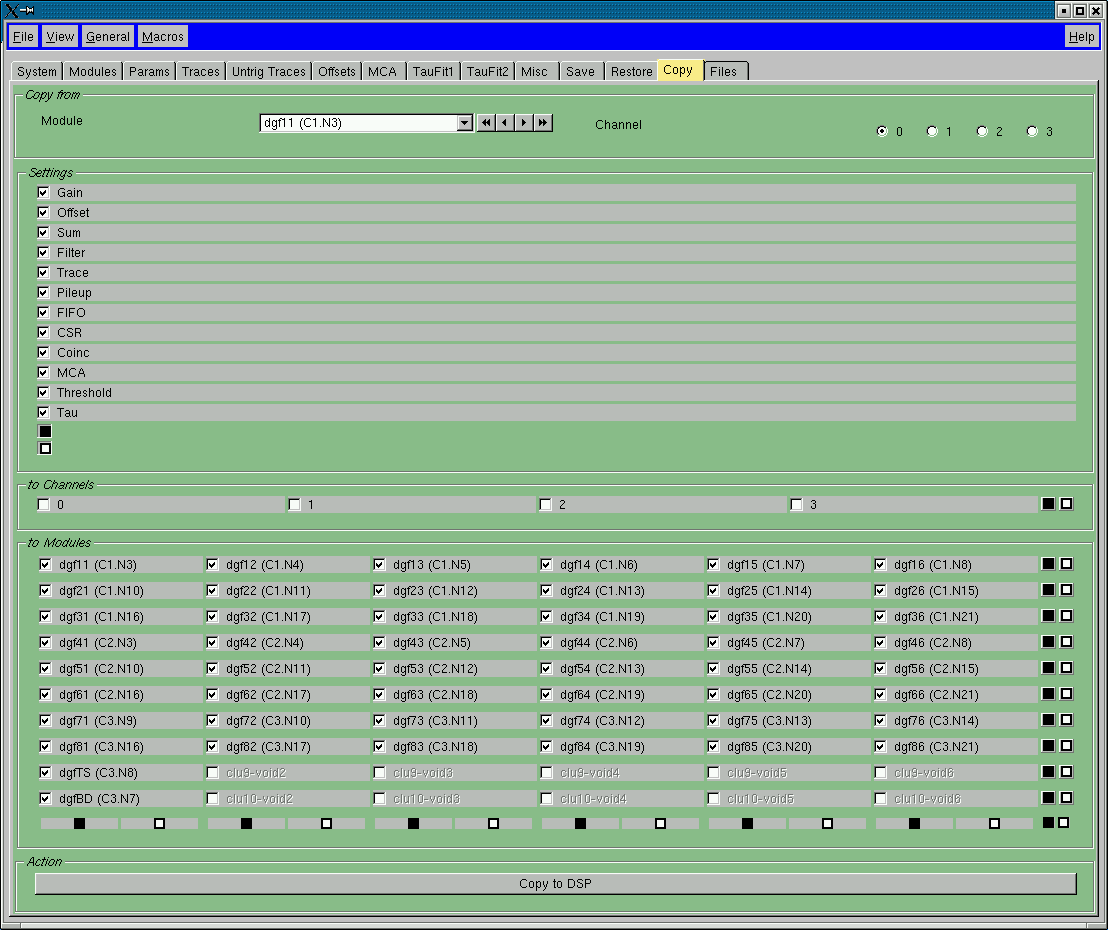 File View General Macros Help
System Modules Params Traces Untrig Traces Offsets MCA TauFit1 TauFit2 Misc Save Restore Copy Files
Copy from
Module dgf11 (C1.N3) Channel 0 1 2 3
Settings
Gain
Offset
Sum
Filter
Trace
Pileup
FIFO
CSR
Coinc
MCA
Threshold
Tau
to Channels
0 1 2 3
to Modules
dgf11 (C1.N3) dgf12 (C1.N4) dgf13 (C1.N5) dgf14 (C1.N6) dgf15 (C1.N7) dgf16 (C1.N8)
dgf21 (C1.N10) dgf22 (C1.N11) dgf23 (C1.N12) dgf24 (C1.N13) dgf25 (C1.N14) dgf26 (C1.N15)
dgf31 (C1.N16) dgf32 (C1.N17) dgf33 (C1.N18) dgf34 (C1.N19) dgf35 (C1.N20) dgf36 (C1.N21)
dgf41 (C2.N3) dgf42 (C2.N4) dgf43 (C2.N5) dgf44 (C2.N6) dgf45 (C2.N7) dgf46 (C2.N8)
dgf51 (C2.N10) dgf52 (C2.N11) dgf53 (C2.N12) dgf54 (C2.N13) dgf55 (C2.N14) dgf56 (C2.N15)
dgf61 (C2.N16) dgf62 (C2.N17) dgf63 (C2.N18) dgf64 (C2.N19) dgf65 (C2.N20) dgf66 (C2.N21)
dgf71 (C3.N9) dgf72 (C3.N10) dgf73 (C3.N11) dgf74 (C3.N12) dgf75 (C3.N13) dgf76 (C3.N14)
dgf81 (C3.N16) dgf82 (C3.N17) dgf83 (C3.N18) dgf84 (C3.N19) dgf85 (C3.N20) dgf86 (C3.N21)
dgfTS (C3.N8) clu9-void2 clu9-void3 clu9-void4 clu9-void5 clu9-void6
dgfBD (C3.N7) clu10-void2 clu10-void3 clu10-void4 clu10-void5 clu10-void6
Action
Copy to DSP